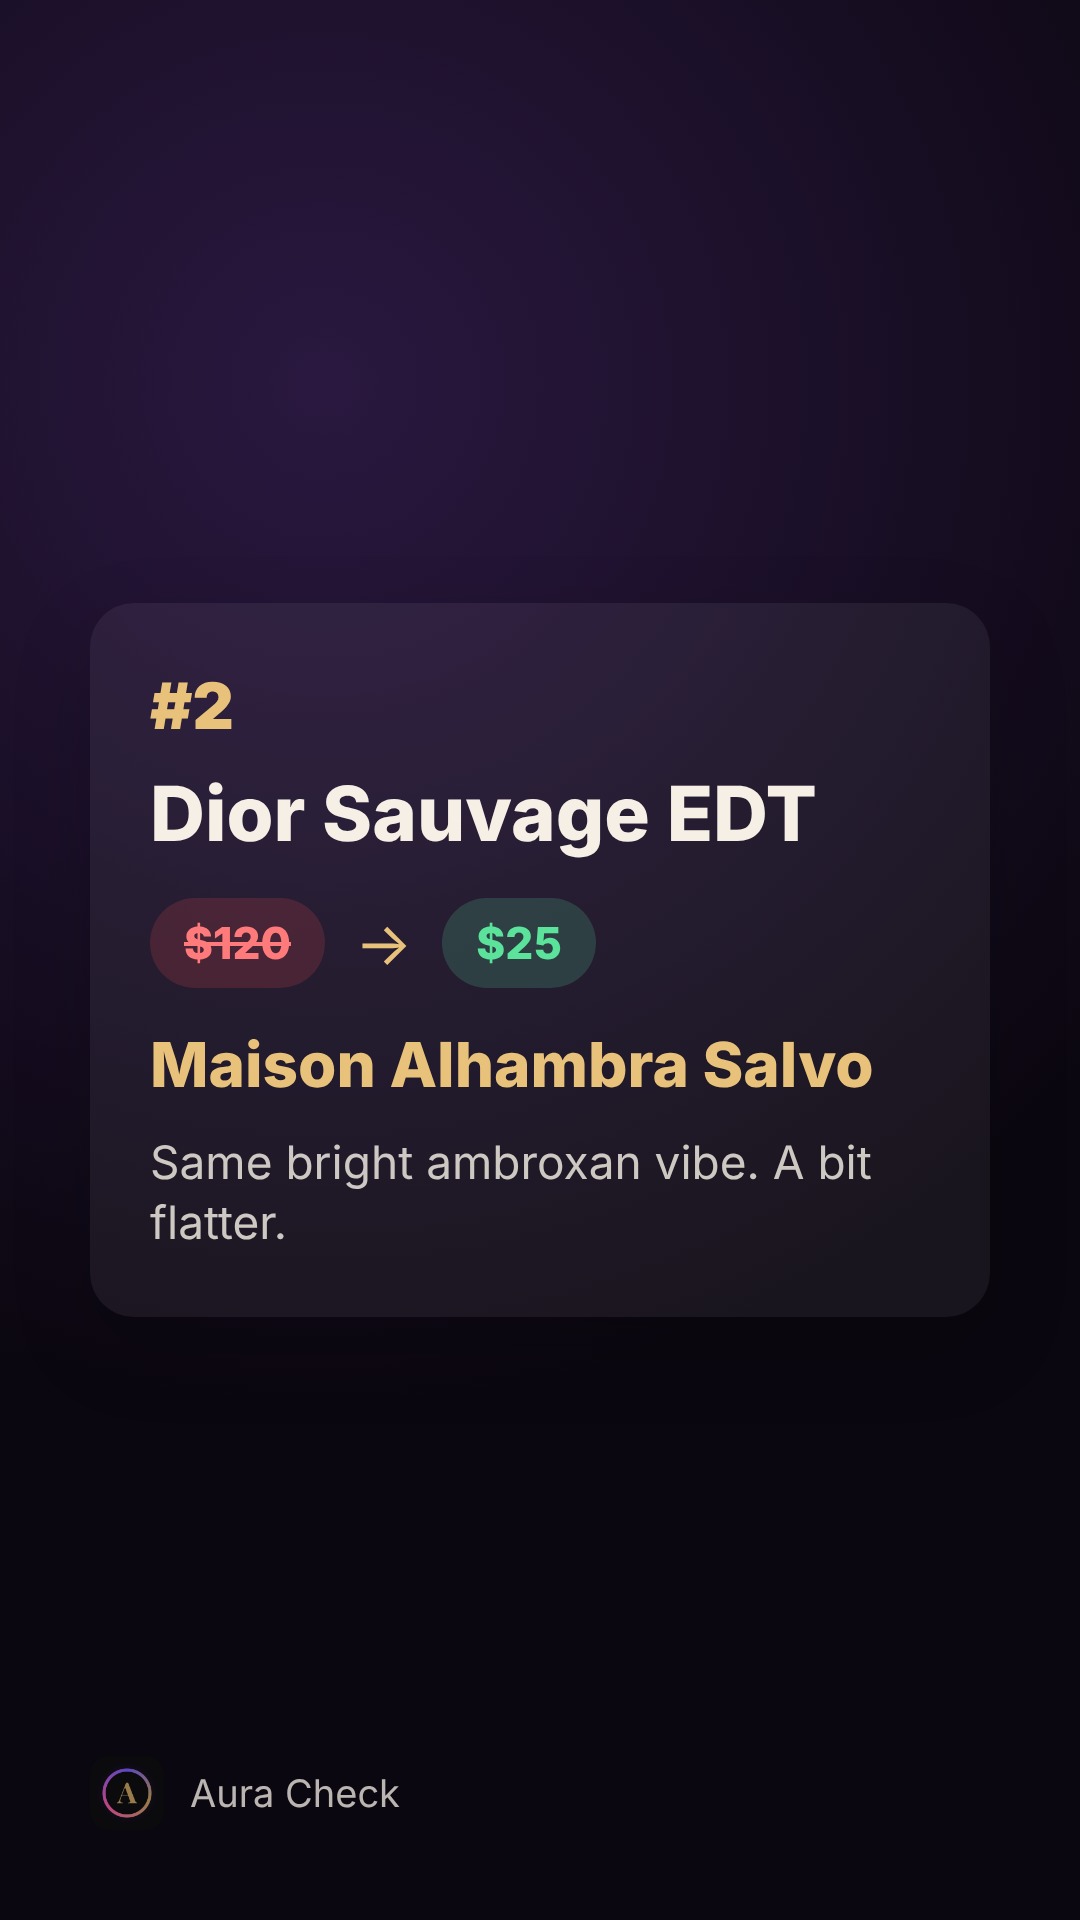 #2
Dior Sauvage EDT
$120 → $25
Maison Alhambra Salvo
Same bright ambroxan vibe. A bit
flatter.
A Aura Check